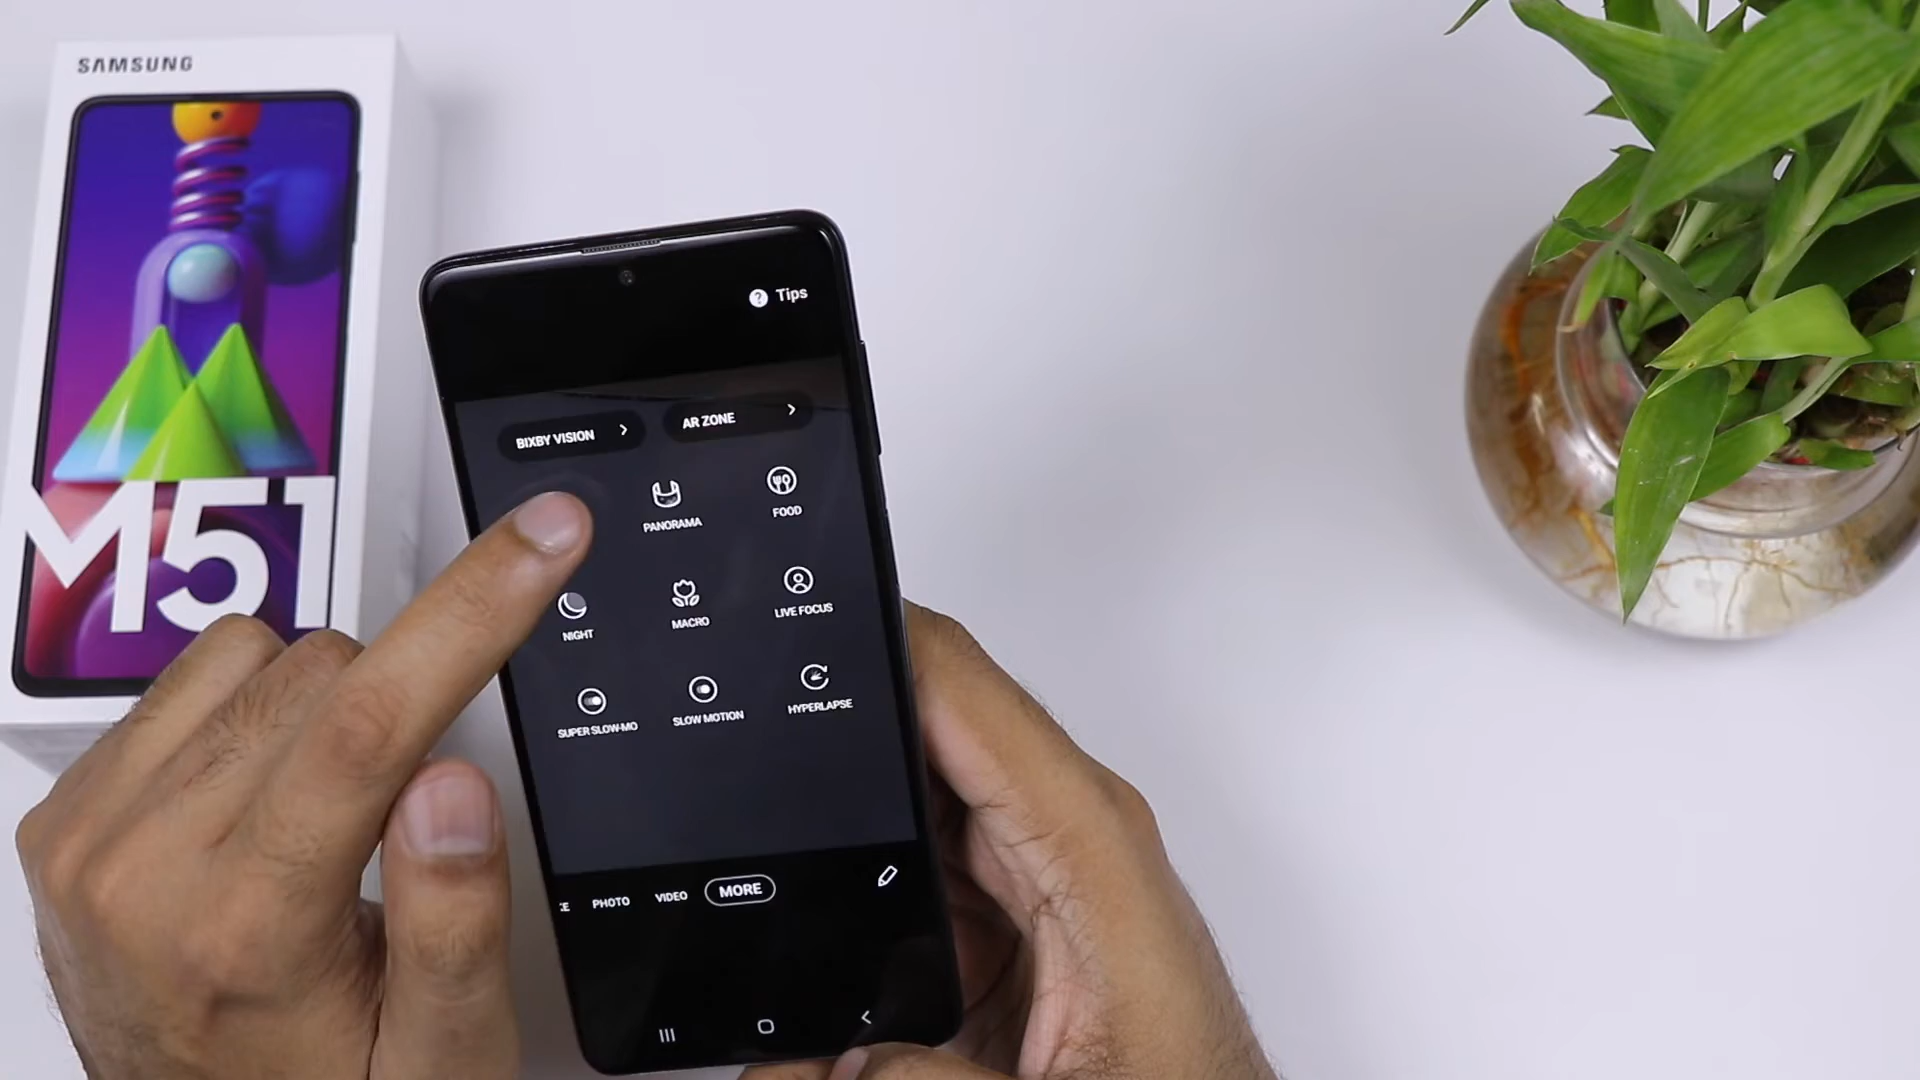 SAMSUNG
M51
Tips
BIXBY VISION
AR ZONE
PANORAMA
FOOD
NIGHT
MACRO
LIVE FOCUS
SUPER SLOW-MO
SLOW MOTION
HYPERLAPSE
PHOTO
VIDEO
MORE